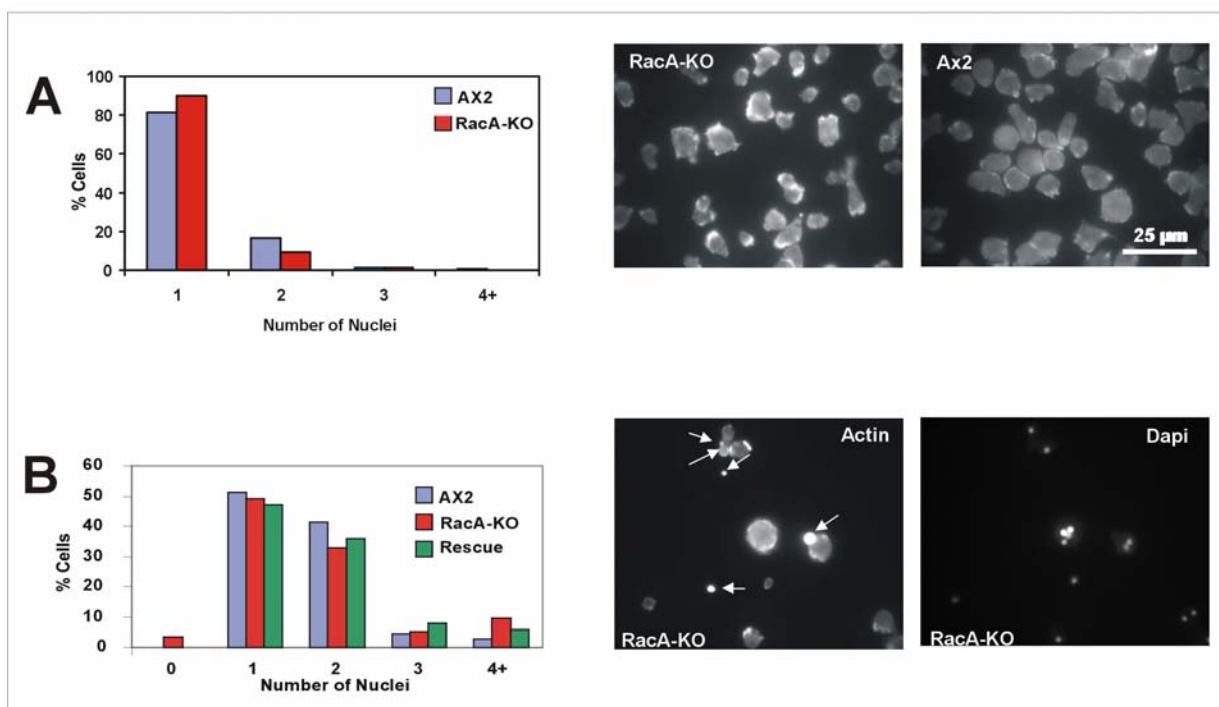 A
% Cells
100
80
60
40
20
0
AX2
RacA-KO
1 2 3 4+
Number of Nuclei
RacA-KO
Ax2
25 µm
B
% Cells
60
50
40
30
20
10
0
AX2
RacA-KO
Rescue
0 1 2 3 4+
Number of Nuclei
Actin
RacA-KO
Dapi
RacA-KO